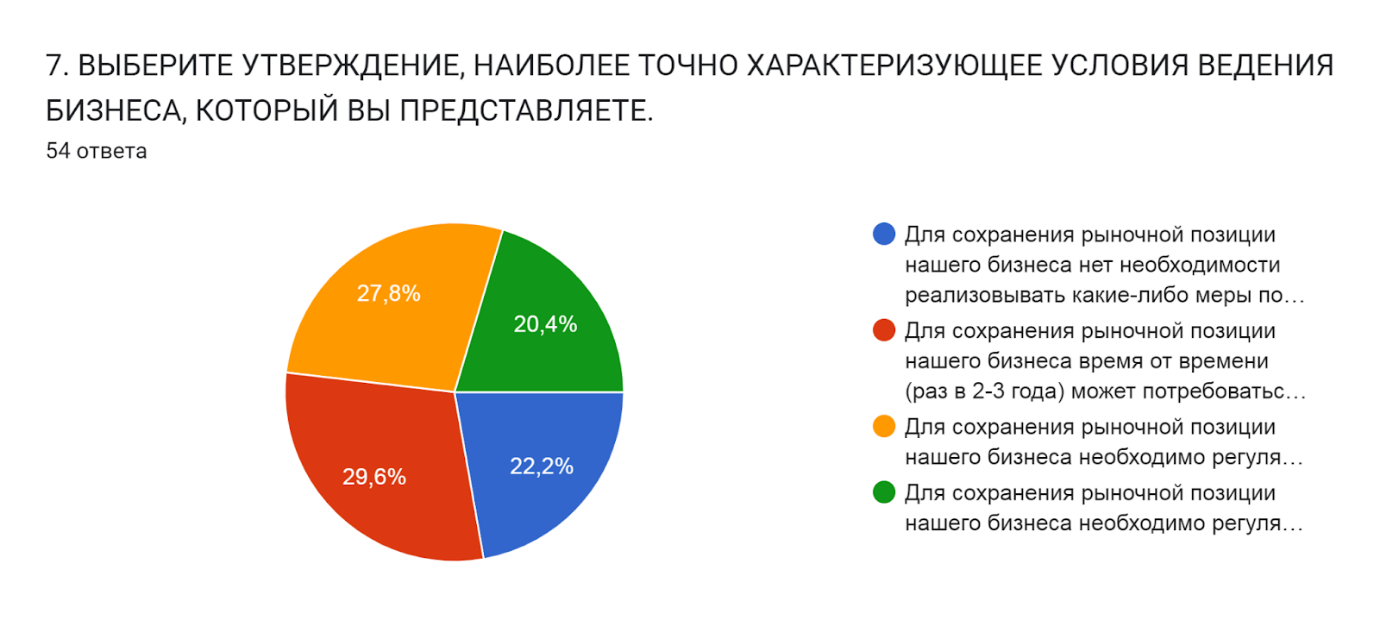 7. ВЫБЕРИТЕ УТВЕРЖДЕНИЕ, НАИБОЛЕЕ ТОЧНО ХАРАКТЕРИЗУЮЩЕЕ УСЛОВИЯ ВЕДЕНИЯ
БИЗНЕСА, КОТОРЫЙ ВЫ ПРЕДСТАВЛЯЕТЕ.
54 ответа
27,8%
20,4%
29,6%
22,2%
Для сохранения рыночной позиции
нашего бизнеса нет необходимости
реализовывать какие-либо меры по…
Для сохранения рыночной позиции
нашего бизнеса время от времени
(раз в 2-3 года) может потребоватьс…
Для сохранения рыночной позиции
нашего бизнеса необходимо регуля…
Для сохранения рыночной позиции
нашего бизнеса необходимо регуля…